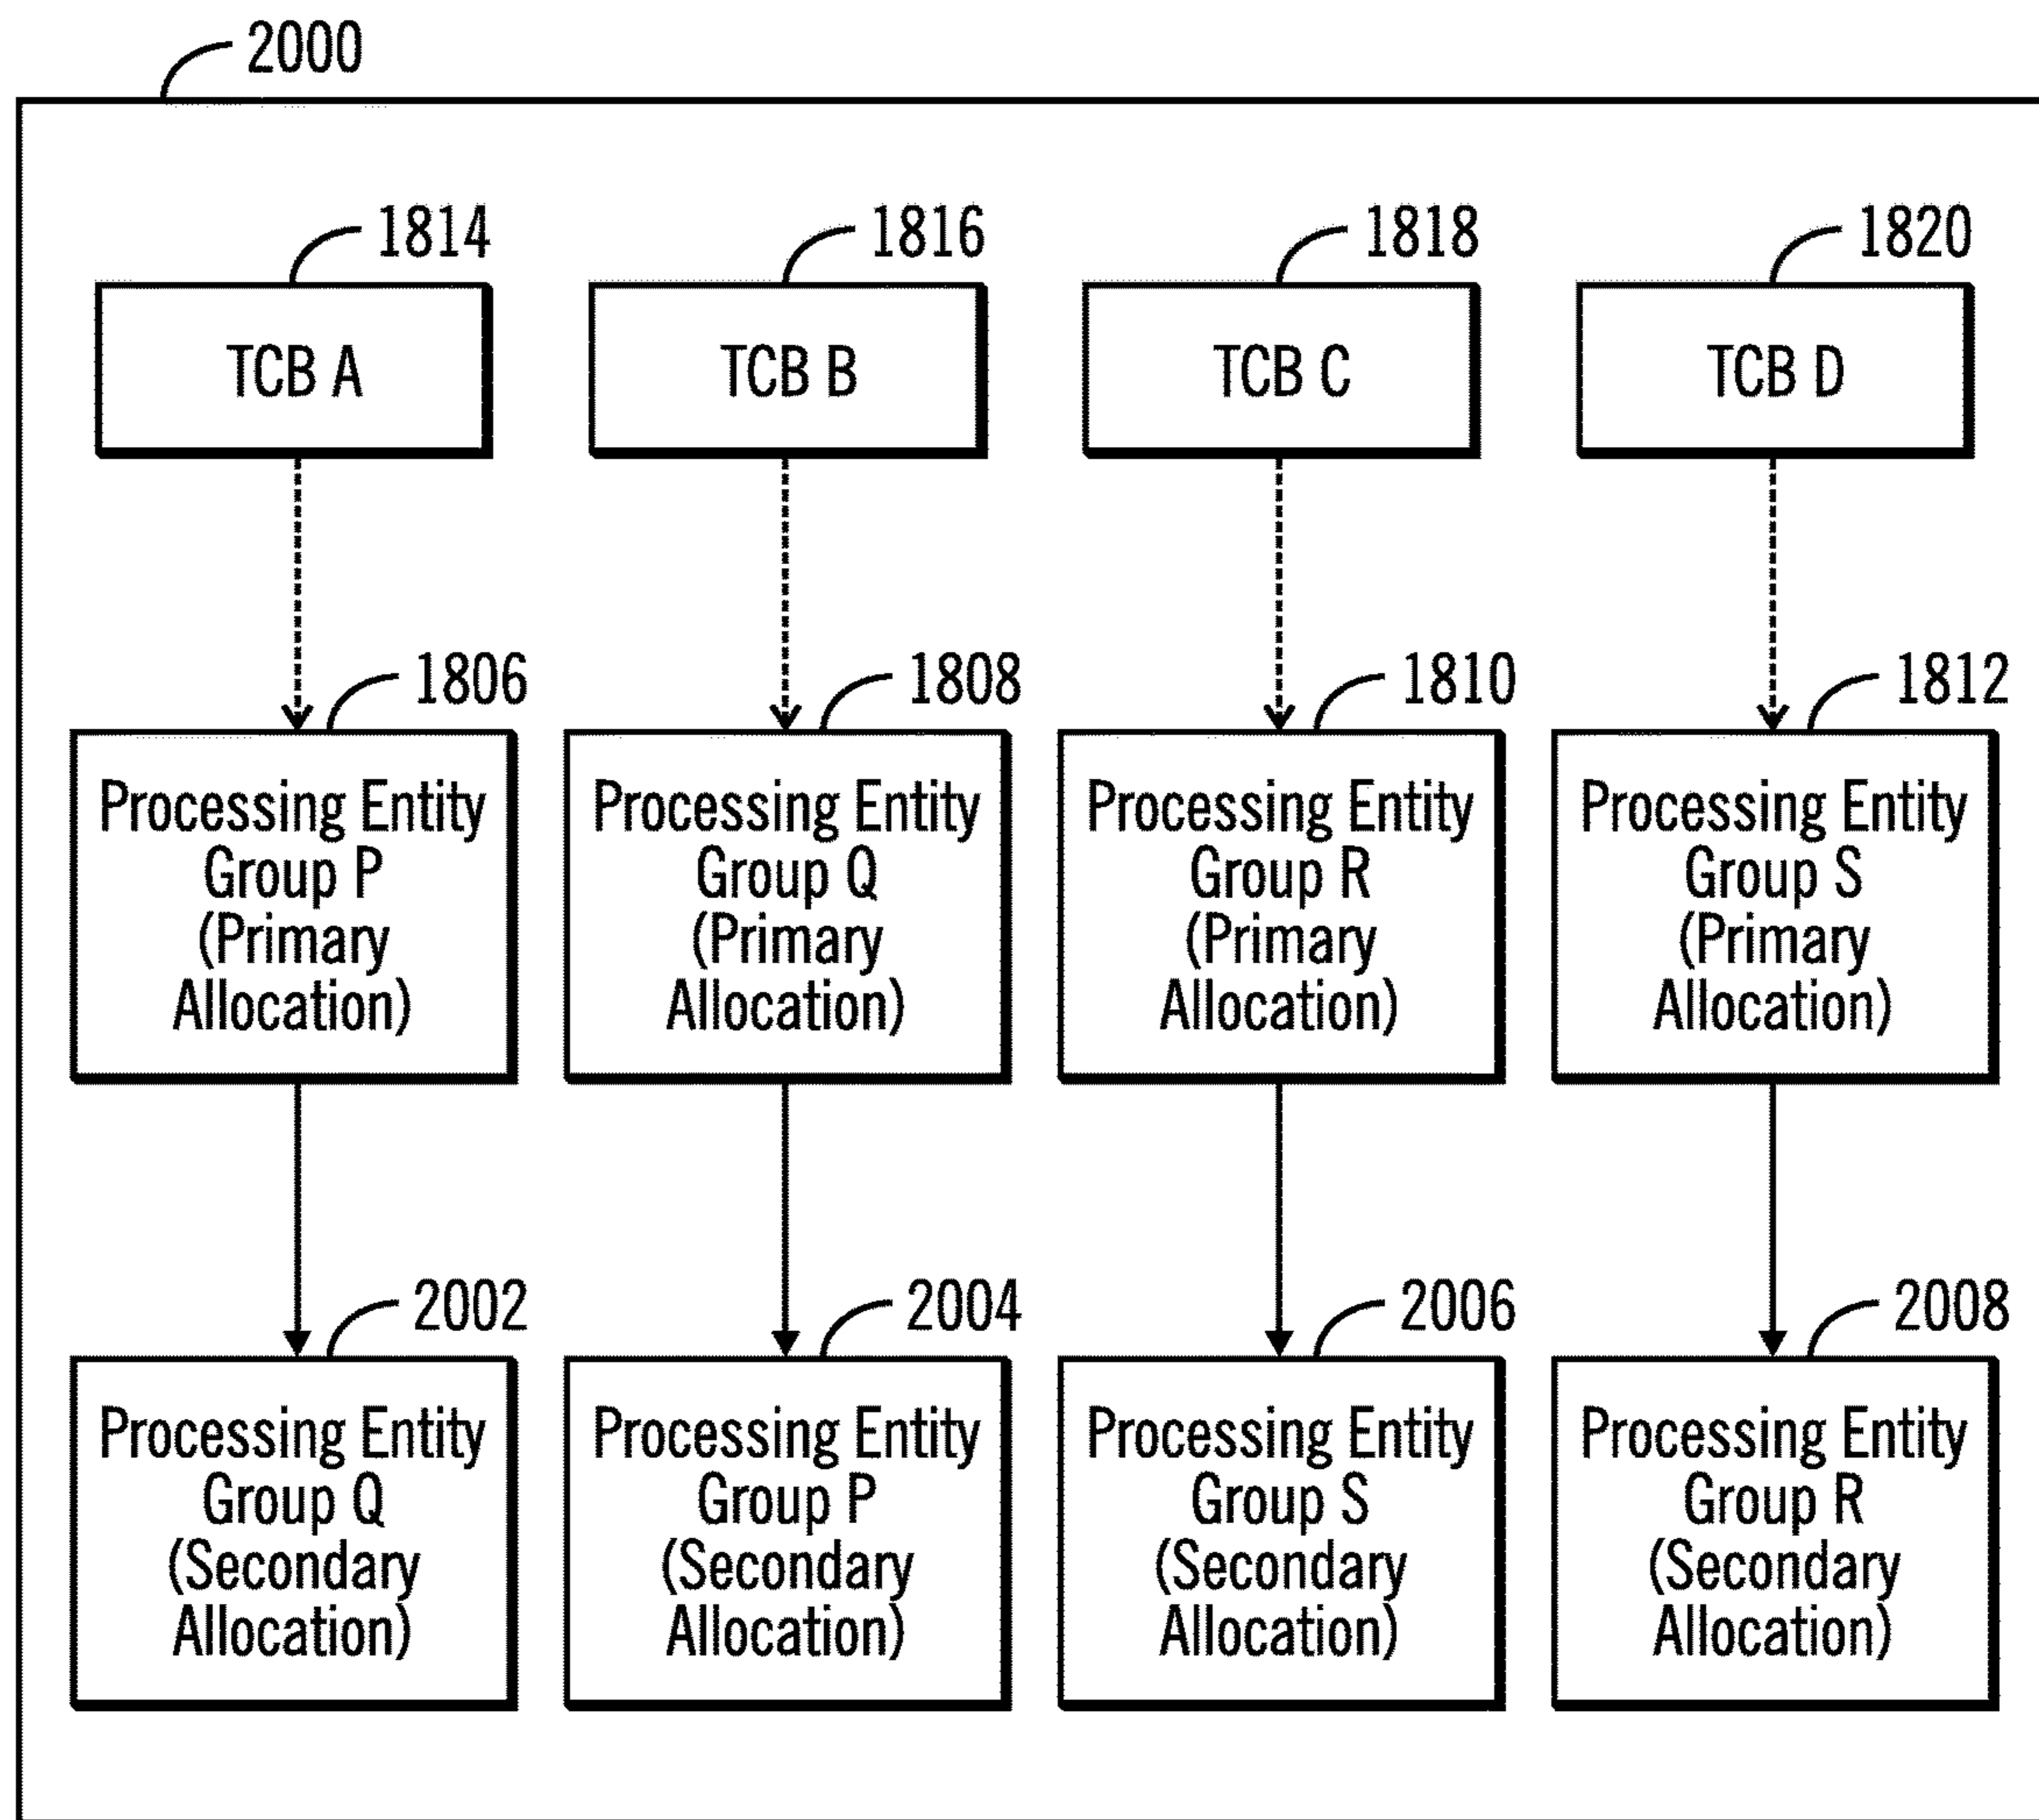 2000
1814
1816
1818
1820
TCB A
TCB B
TCB C
TCB D
1806
1808
1810
1812
Processing Entity
Group P
(Primary
Allocation)
Processing Entity
Group Q
(Primary
Allocation)
Processing Entity
Group R
(Primary
Allocation)
Processing Entity
Group S
(Primary
Allocation)
2002
2004
2006
2008
Processing Entity
Group Q
(Secondary
Allocation)
Processing Entity
Group P
(Secondary
Allocation)
Processing Entity
Group S
(Secondary
Allocation)
Processing Entity
Group R
(Secondary
Allocation)